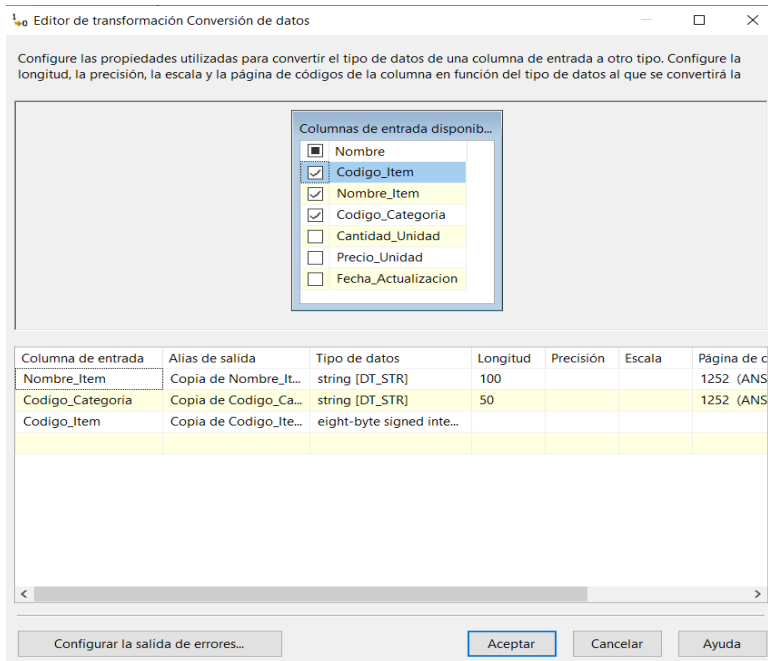 Editor de transformación Conversión de datos
Configure las propiedades utilizadas para convertir el tipo de datos de una columna de entrada a otro tipo. Configure la
longitud, la precisión, la escala y la página de códigos de la columna en función del tipo de datos al que se convertirá la
Columnas de entrada disponib...
Nombre
Codigo_Item
Nombre_Item
Codigo_Categoria
Cantidad_Unidad
Precio_Unidad
Fecha_Actualizacion
Columna de entrada Alias de salida Tipo de datos Longitud Precisión Escala Página de c
Nombre_Item Copia de Nombre_It... string [DT_STR] 100 1252 (ANS
Codigo_Categoria Copia de Codigo_Ca... string [DT_STR] 50 1252 (ANS
Codigo_Item Copia de Codigo_Ite... eight-byte signed inte...
Configurar la salida de errores... Aceptar Cancelar Ayuda